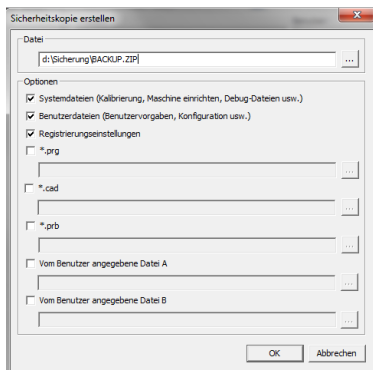 Sicherheitskopie erstellen
Datei
d:\Sicherung\BACKUP.ZIP
...
Optionen
Systemdateien (Kalibrierung, Maschine einrichten, Debug-Dateien usw.)
Benutzerdateien (Benutzervorgaben, Konfiguration usw.)
Registrierungseinstellungen
*.prg
...
*.cad
...
*.prb
...
Vom Benutzer angegebene Datei A
...
Vom Benutzer angegebene Datei B
...
OK Abbrechen